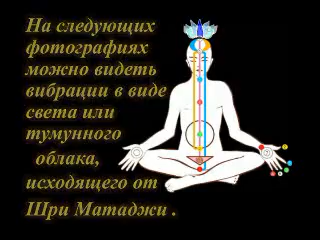 На следующих
фотографиях
можно видеть
вибрации в виде
света или
тумунного
облака,
исходящего от
Шри Матаджи .